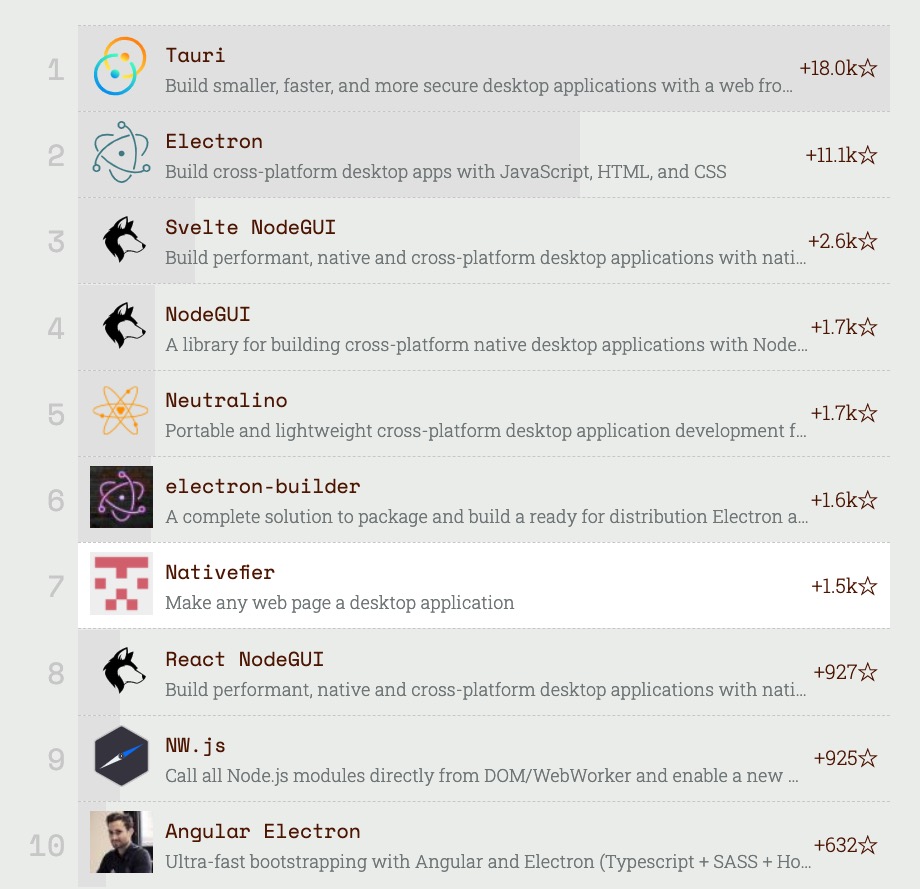 1
Tauri
Build smaller, faster, and more secure desktop applications with a web fro...
+18.0k☆
2
Electron
Build cross-platform desktop apps with JavaScript, HTML, and CSS
+11.1k☆
3
Svelte NodeGUI
Build performant, native and cross-platform desktop applications with nati...
+2.6k☆
4
NodeGUI
A library for building cross-platform native desktop applications with Node...
+1.7k☆
5
Neutralino
Portable and lightweight cross-platform desktop application development f...
+1.7k☆
6
electron-builder
A complete solution to package and build a ready for distribution Electron a...
+1.6k☆
7
Nativefier
Make any web page a desktop application
+1.5k☆
8
React NodeGUI
Build performant, native and cross-platform desktop applications with nati...
+927☆
9
NW.js
Call all Node.js modules directly from DOM/WebWorker and enable a new ...
+925☆
10
Angular Electron
Ultra-fast bootstrapping with Angular and Electron (Typescript + SASS + Ho...
+632☆